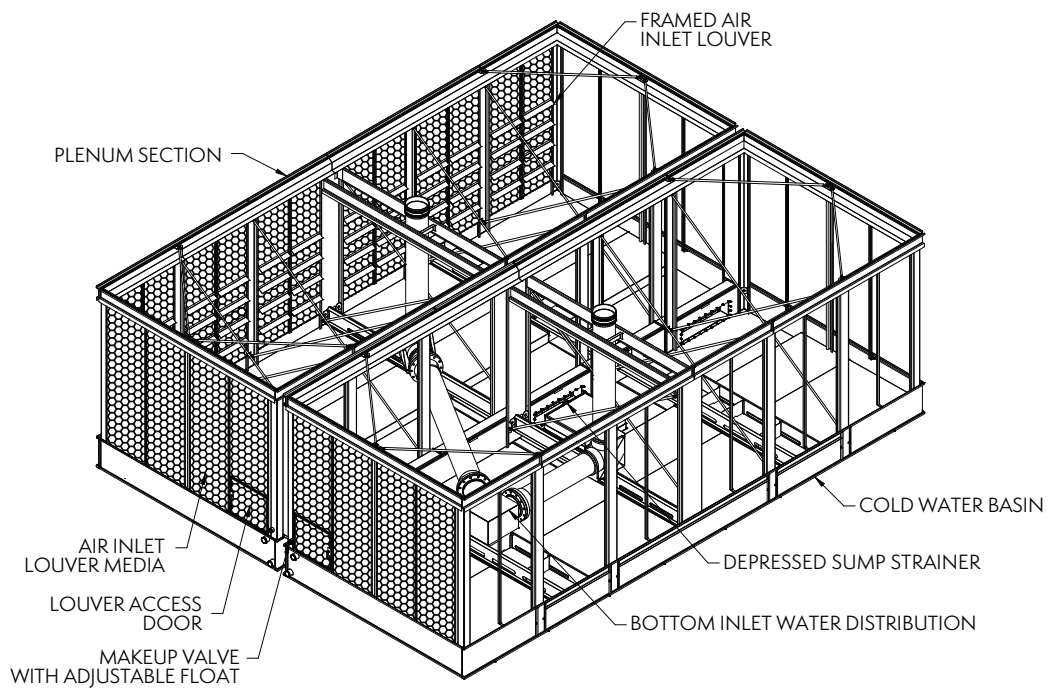 FRAMED AIR
INLET LOUVER
PLENUM SECTION
COLD WATER BASIN
AIR INLET
LOUVER MEDIA
DEPRESSED SUMP STRAINER
LOUVER ACCESS
DOOR
BOTTOM INLET WATER DISTRIBUTION
MAKEUP VALVE
WITH ADJUSTABLE FLOAT